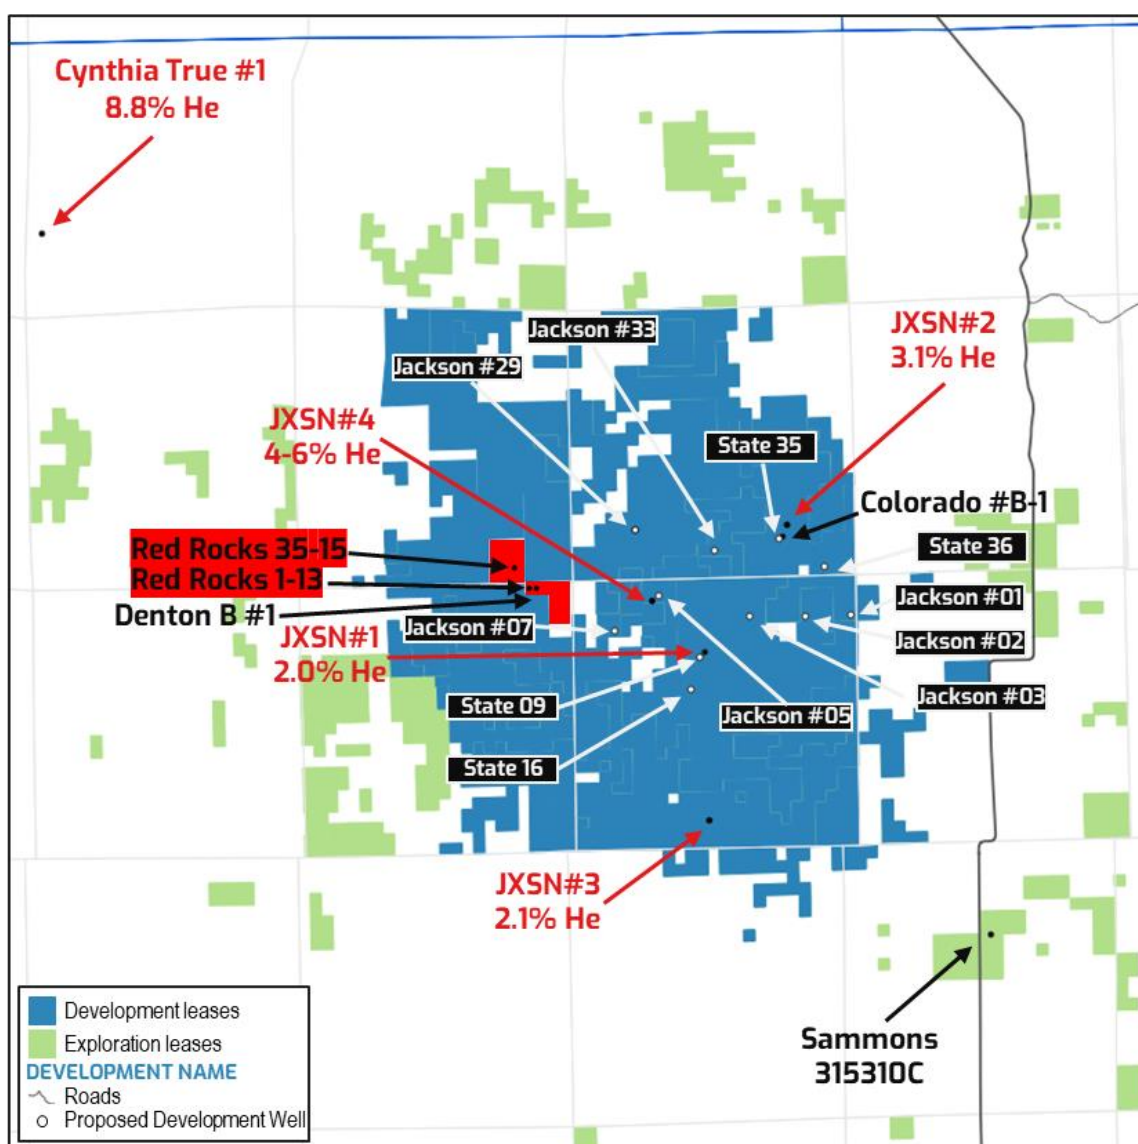 Cynthia True #1
8.8% He
Jackson #33
JXSN#2
3.1% He
Jackson #29
JXSN#4
4-6% He
State 35
Colorado #B-1
State 36
Red Rocks 35-15
Red Rocks 1-13
Denton B #1
Jackson #01
Jackson #07
JXSN#1
2.0% He
Jackson #02
Jackson #03
State 09
Jackson #05
State 16
JXSN#3
2.1% He
Sammons
315310C
Development leases
Exploration leases
DEVELOPMENT NAME
Roads
Proposed Development Well